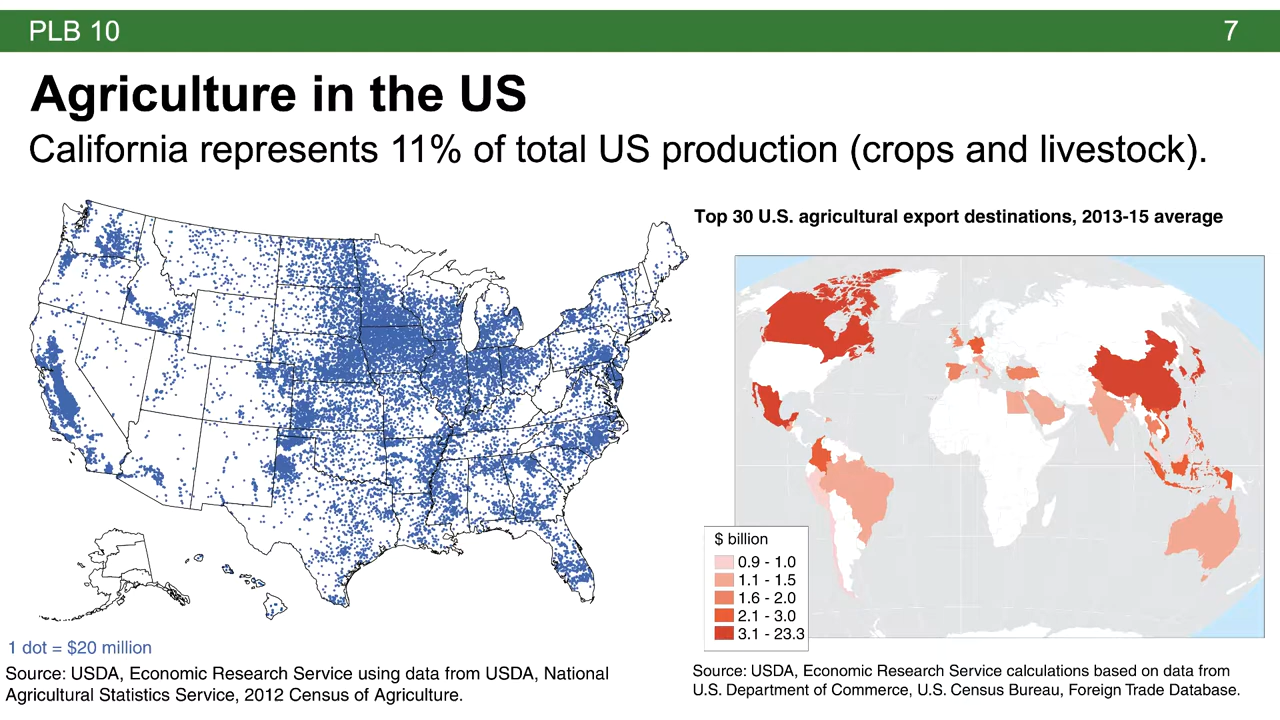 PLB 10
7
Agriculture in the US
California represents 11% of total US production (crops and livestock).
Top 30 U.S. agricultural export destinations, 2013-15 average
$ billion
0.9 - 1.0
1.1 - 1.5
1.6 - 2.0
2.1 - 3.0
3.1 - 23.3
1 dot = $20 million
Source: USDA, Economic Research Service using data from USDA, National
Agricultural Statistics Service, 2012 Census of Agriculture.
Source: USDA, Economic Research Service calculations based on data from
U.S. Department of Commerce, U.S. Census Bureau, Foreign Trade Database.